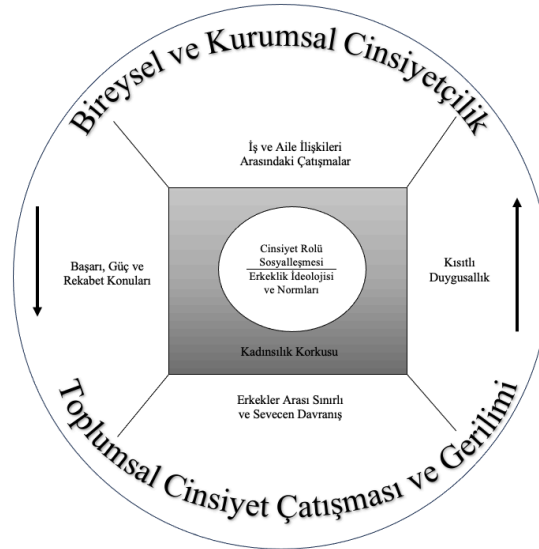 Bireysel ve Kurumsal Cinsiyetçilik
İş ve Aile İlişkileri
Arasındaki Çatışmalar
Başarı, Güç ve
Rekabet Konuları
Cinsiyet Rolü
Sosyalleşmesi
Erkeklik İdeolojisi
ve Normları
Kısıtlı
Duygusallık
Kadınsılık Korkusu
Erkekler Arası Sınırlı
ve Sevecen Davranış
Toplumsal Cinsiyet Çatışması ve Gerilimi